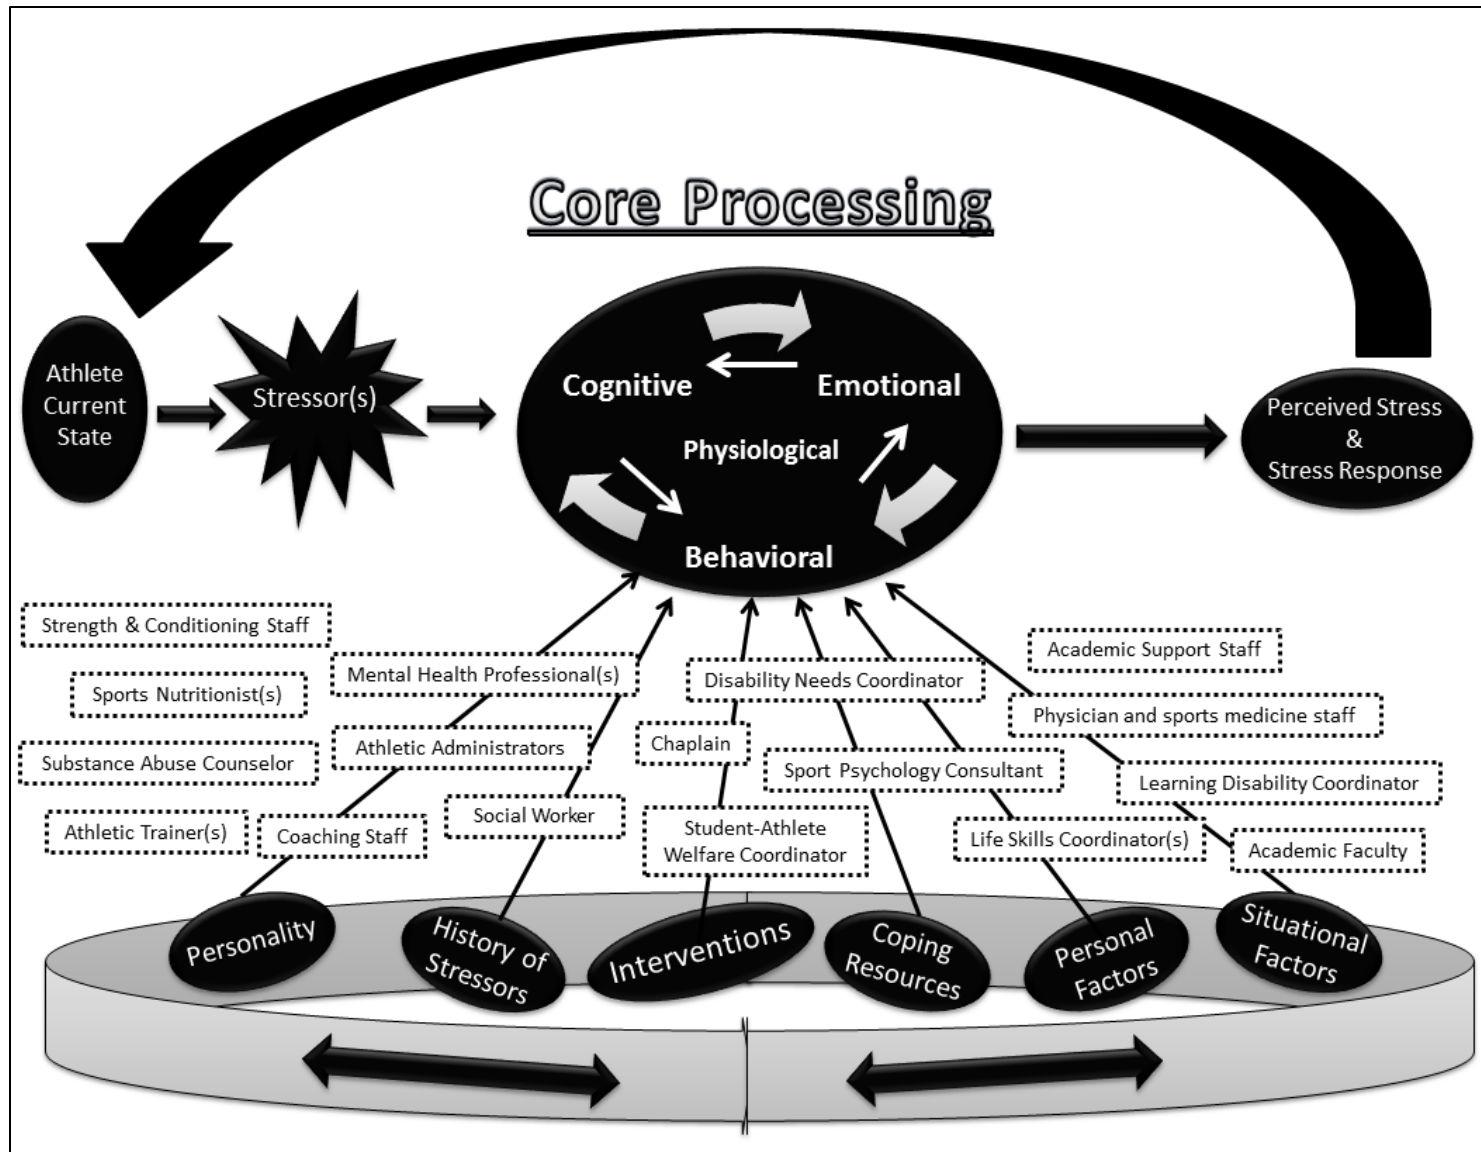 Core Processing
Athlete
Current
State
Stressor(s)
Cognitive
Emotional
Physiological
Behavioral
Perceived Stress
&
Stress Response
Strength & Conditioning Staff
Mental Health Professional(s)
Disability Needs Coordinator
Academic Support Staff
Sports Nutritionist(s)
Physician and sports medicine staff
Athletic Administrators
Chaplain
Substance Abuse Counselor
Sport Psychology Consultant
Learning Disability Coordinator
Social Worker
Athletic Trainer(s)
Coaching Staff
Student-Athlete
Welfare Coordinator
Life Skills Coordinator(s)
Academic Faculty
Personality
History of
Stressors
Interventions
Coping
Resources
Personal
Factors
Situational
Factors